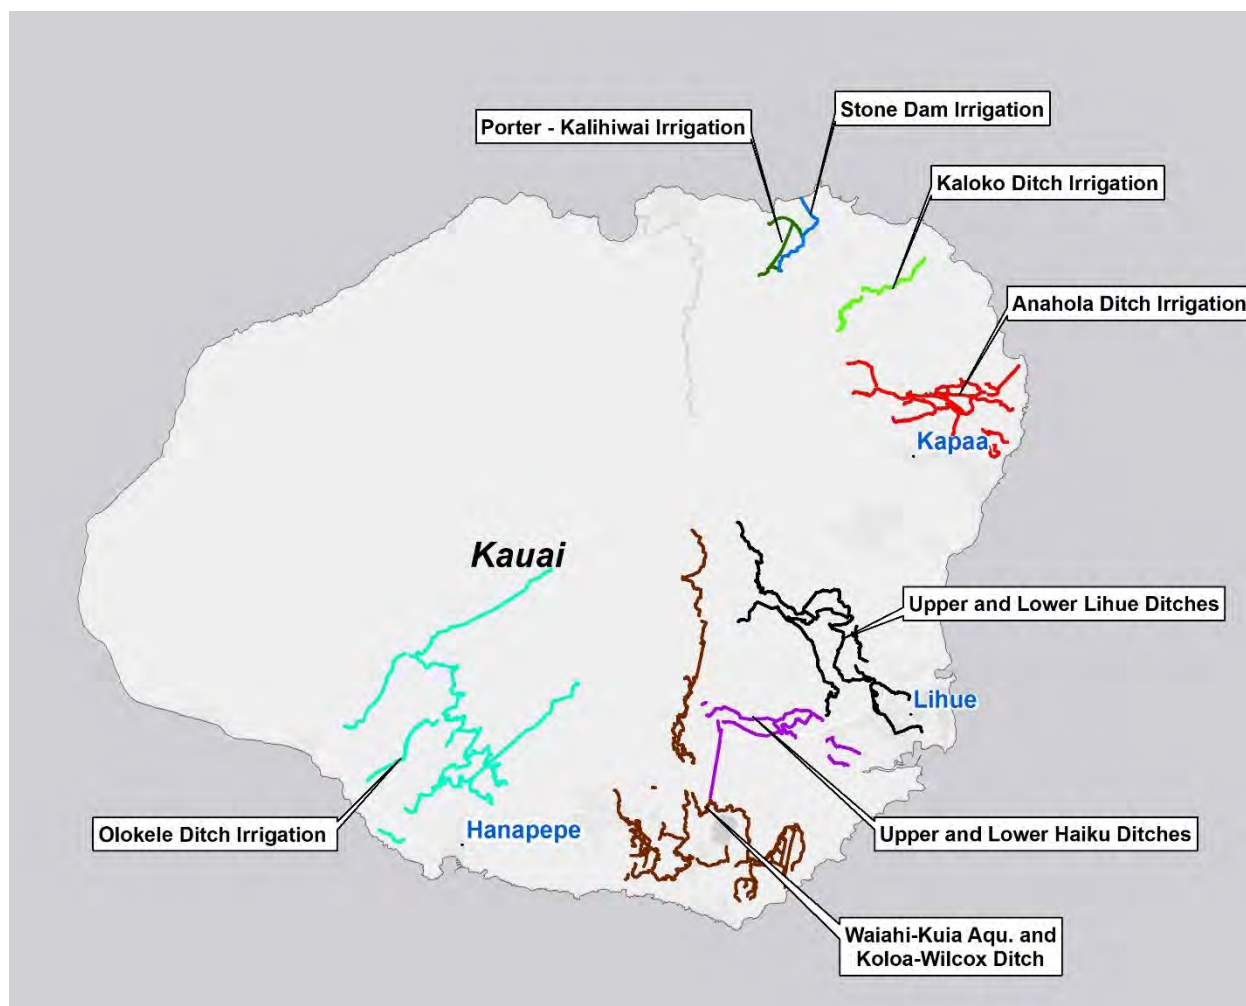 Stone Dam Irrigation
Porter - Kalihiwai Irrigation
Kaloko Ditch Irrigation
Anahola Ditch Irrigation
Kapaa
Kauai
Upper and Lower Lihue Ditches
Lihue
Olokele Ditch Irrigation
Hanapepe
Upper and Lower Haiku Ditches
Waiahi-Kuia Aqu. and
Koloa-Wilcox Ditch